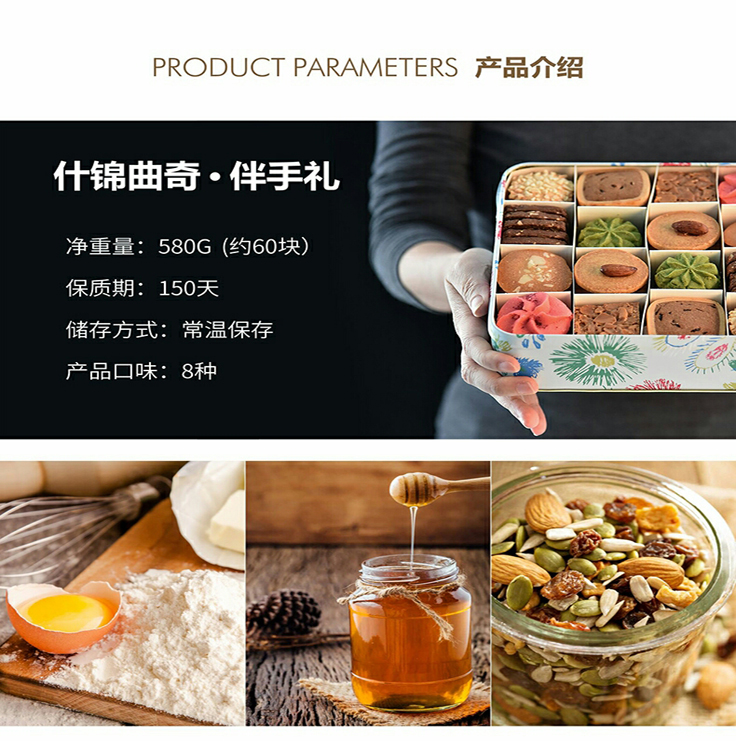 PRODUCT PARAMETERS 产品介绍
什锦曲奇·伴手礼
净重量：580G (约60块）
保质期：150天
储存方式：常温保存
产品口味：8种